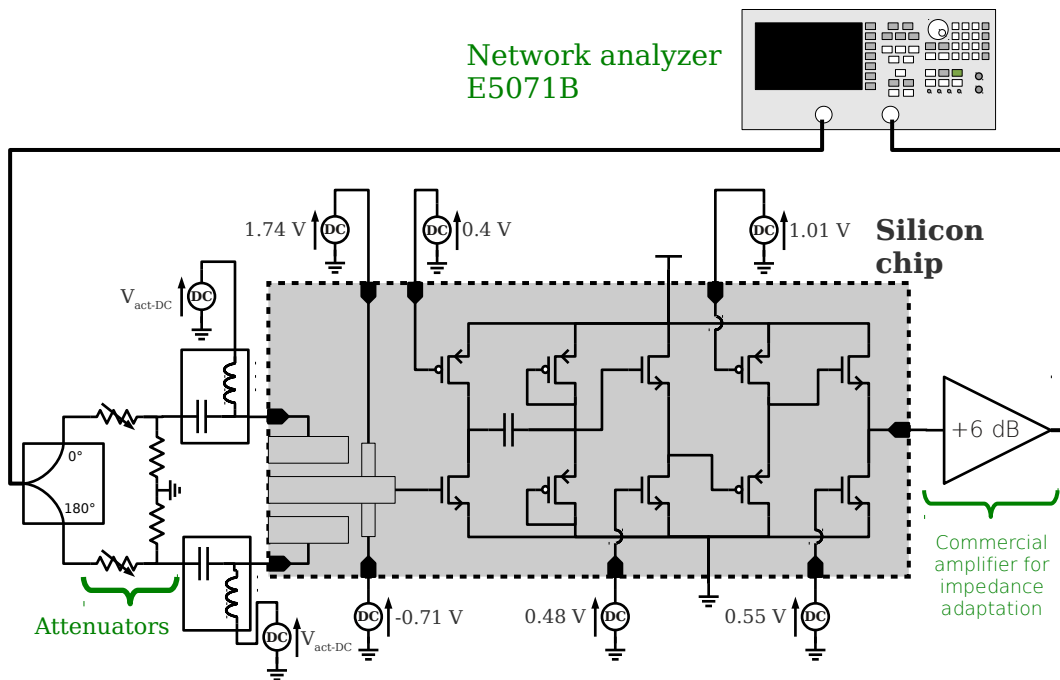 Network analyzer
E5071B
1.74 V
DC
DC
0.4 V
DC
1.01 V
Silicon
chip
V_act-DC
DC
0°
180°
+6 dB
Attenuators
DC
V_act-DC
DC
-0.71 V
0.48 V
DC
0.55 V
DC
Commercial
amplifier for
impedance
adaptation